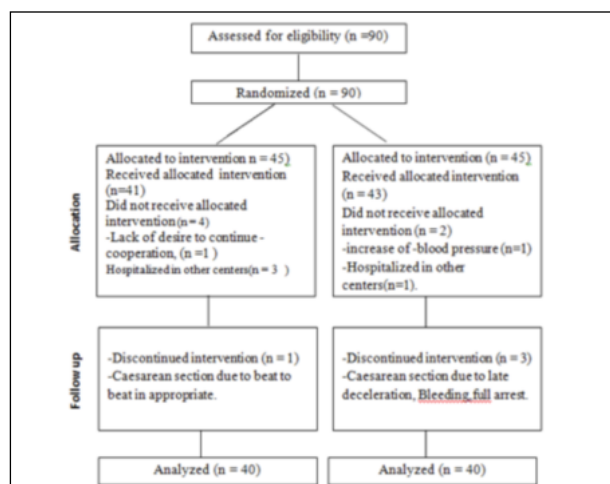 Assessed for eligibility (n =90)
Randomized (n = 90)
Allocation
Allocated to intervention n = 45)
Received allocated intervention
(n=41)
Did not receive allocated
intervention (n= 4)
-Lack of desire to continue -
cooperation, (n =1 )
Hospitalized in other centers(n = 3 )
Allocated to intervention (n = 45)
Received allocated intervention
(n = 43)
Did not receive allocated
intervention (n = 2)
-increase of -blood pressure (n=1)
-Hospitalized in other
centers(n=1).
Follow up
-Discontinued intervention (n = 1)
-Caesarean section due to beat to
beat in appropriate.
-Discontinued intervention (n = 3)
-Caesarean section due to late
deceleration, Bleeding,full arrest.
Analyzed (n = 40)
Analyzed (n = 40)